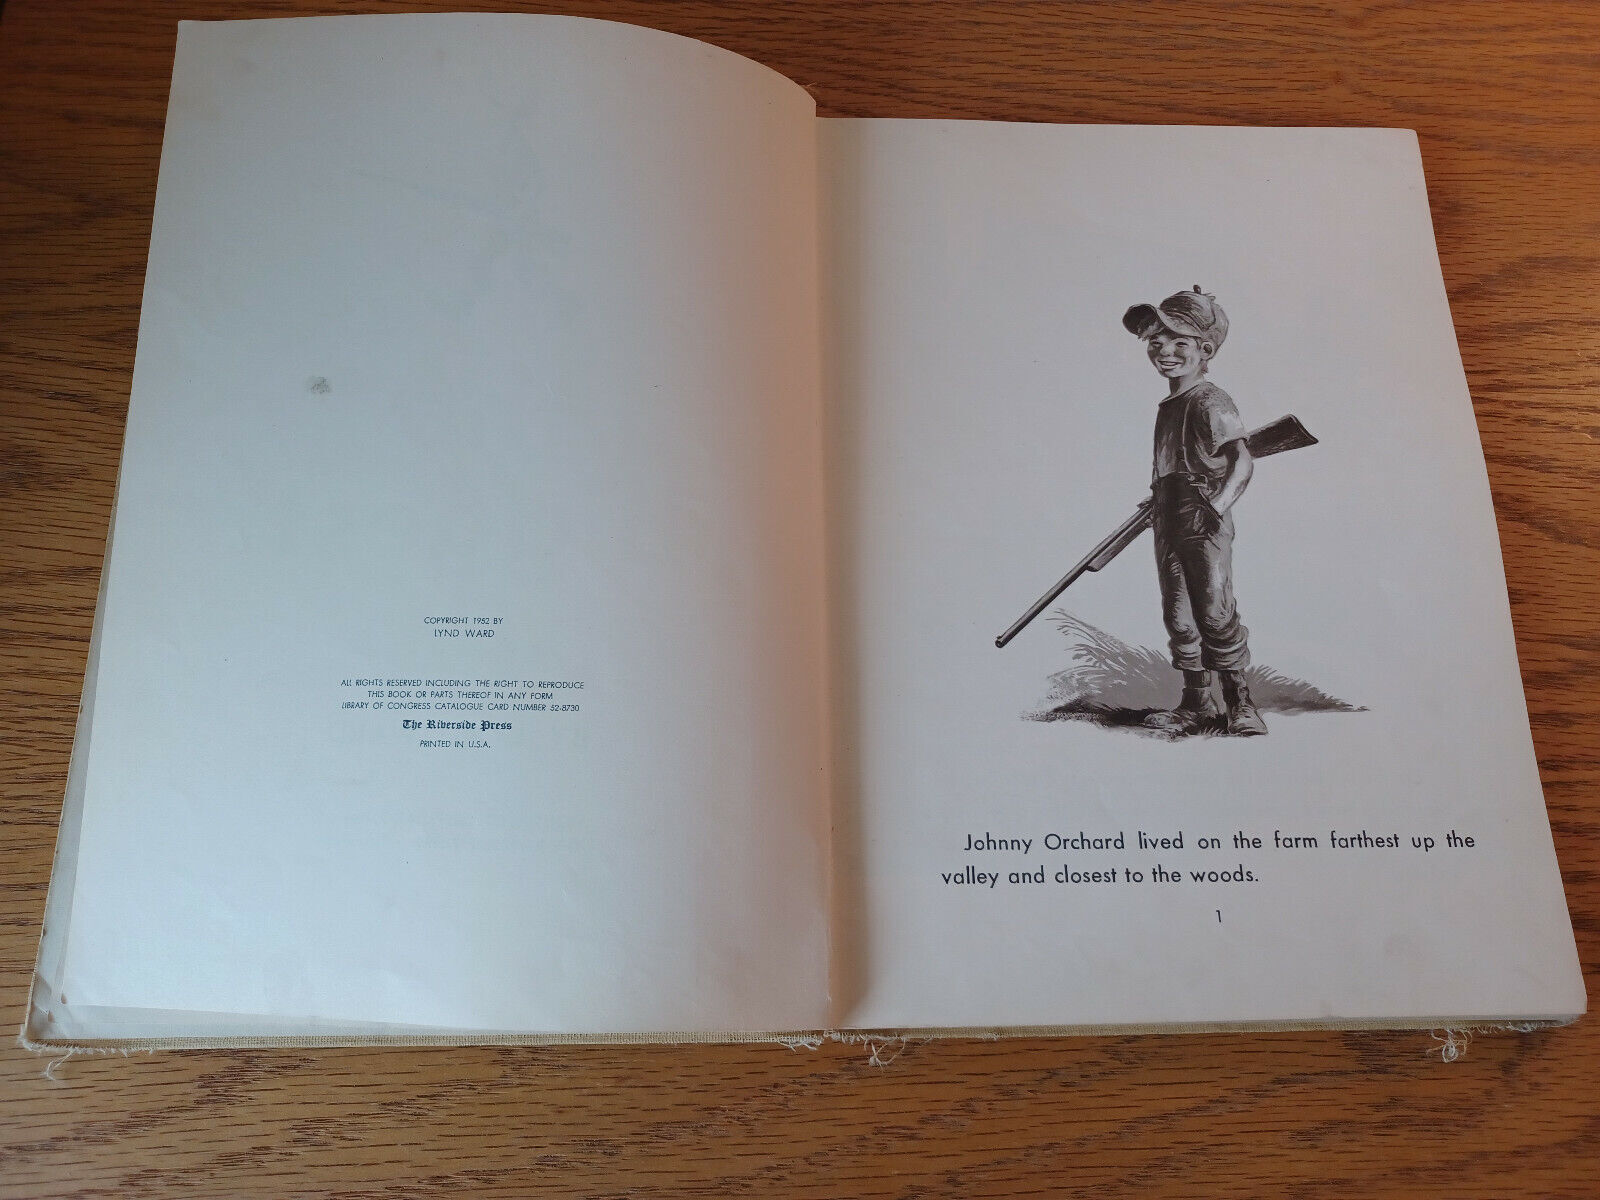 COPYRIGHT 1952 BY
LYND WARD
ALL RIGHTS RESERVED INCLUDING THE RIGHT TO REPRODUCE
THIS BOOK OR PARTS THEREOF IN ANY FORM
LIBRARY OF CONGRESS CATALOGUE CARD NUMBER 52-8730
The Riverside Press
PRINTED IN U.S.A.
Johnny Orchard lived on the farm farthest up the
valley and closest to the woods.
1